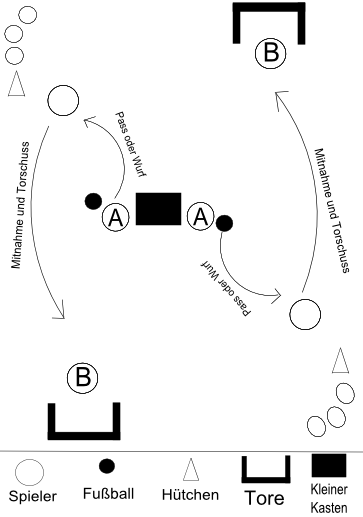 B
Pass oder Wurf
Mitnahme und Torschuss
Mitnahme und Torschuss
A
A
Pass oder Wurf
B
Spieler
Fußball
Hütchen
Tore
Kleiner
Kasten